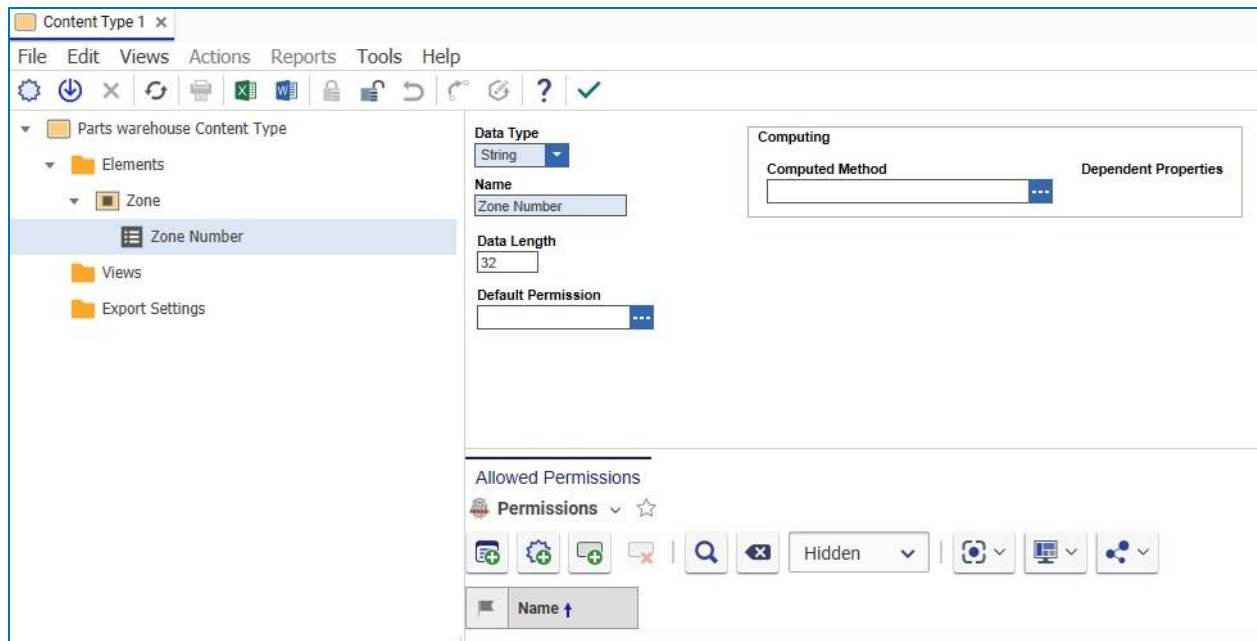 Content Type 1
File Edit Views Actions Reports Tools Help
Parts warehouse Content Type
Elements
Zone
Zone Number
Views
Export Settings
Data Type
String
Name
Zone Number
Data Length
32
Default Permission
Computing
Computed Method Dependent Properties
Allowed Permissions
Permissions
Hidden
Name